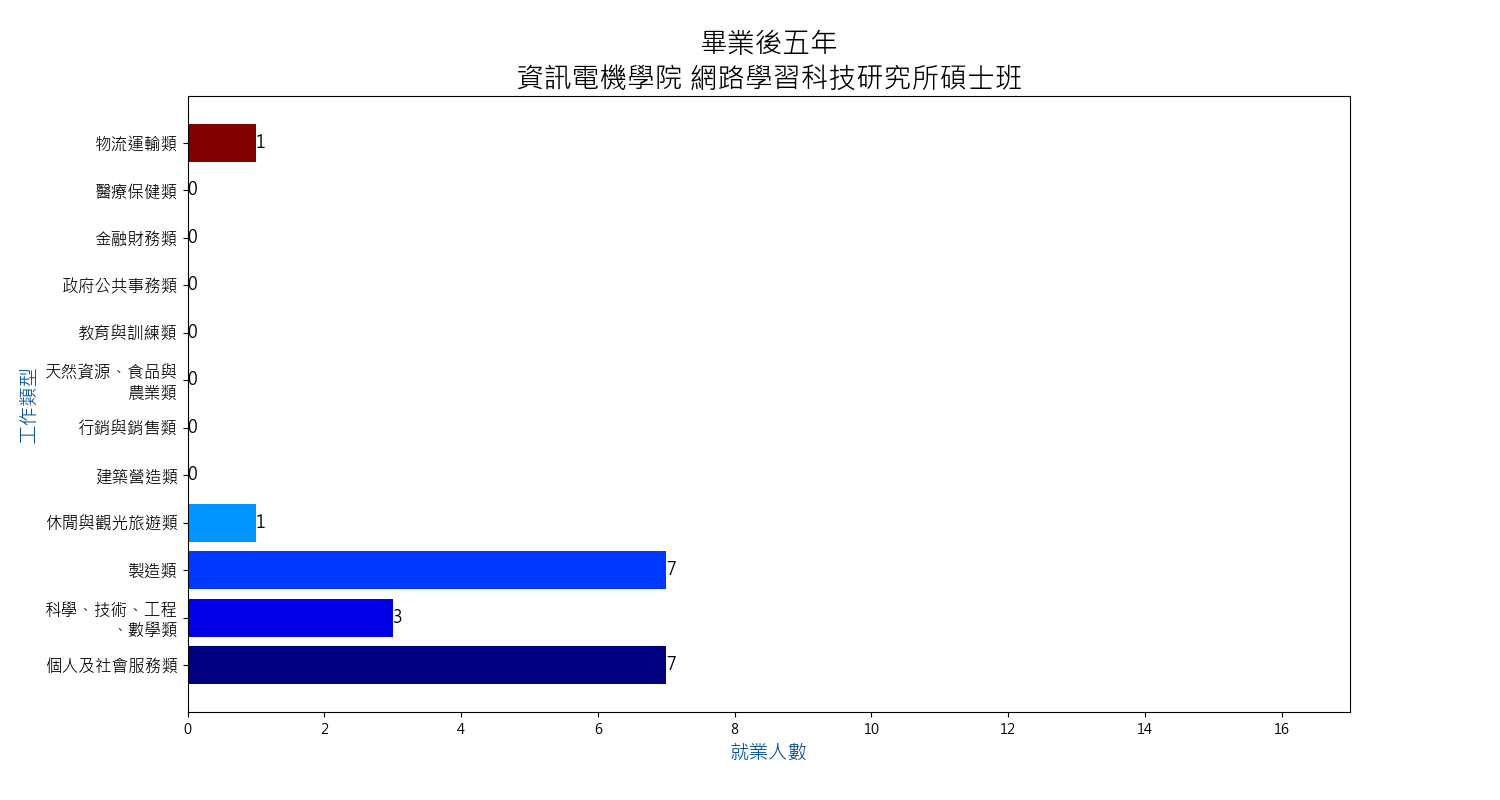 畢業後五年
資訊電機學院 網路學習科技研究所碩士班
物流運輸類
1
醫療保健類
0
金融財務類
0
政府公共事務類
0
教育與訓練類
0
天然資源、食品與
農業類
0
行銷與銷售類
0
建築營造類
0
休閒與觀光旅遊類
1
製造類
7
科學、技術、工程
、數學類
3
個人及社會服務類
7
工作類型
0 2 4 6 8 10 12 14 16
就業人數